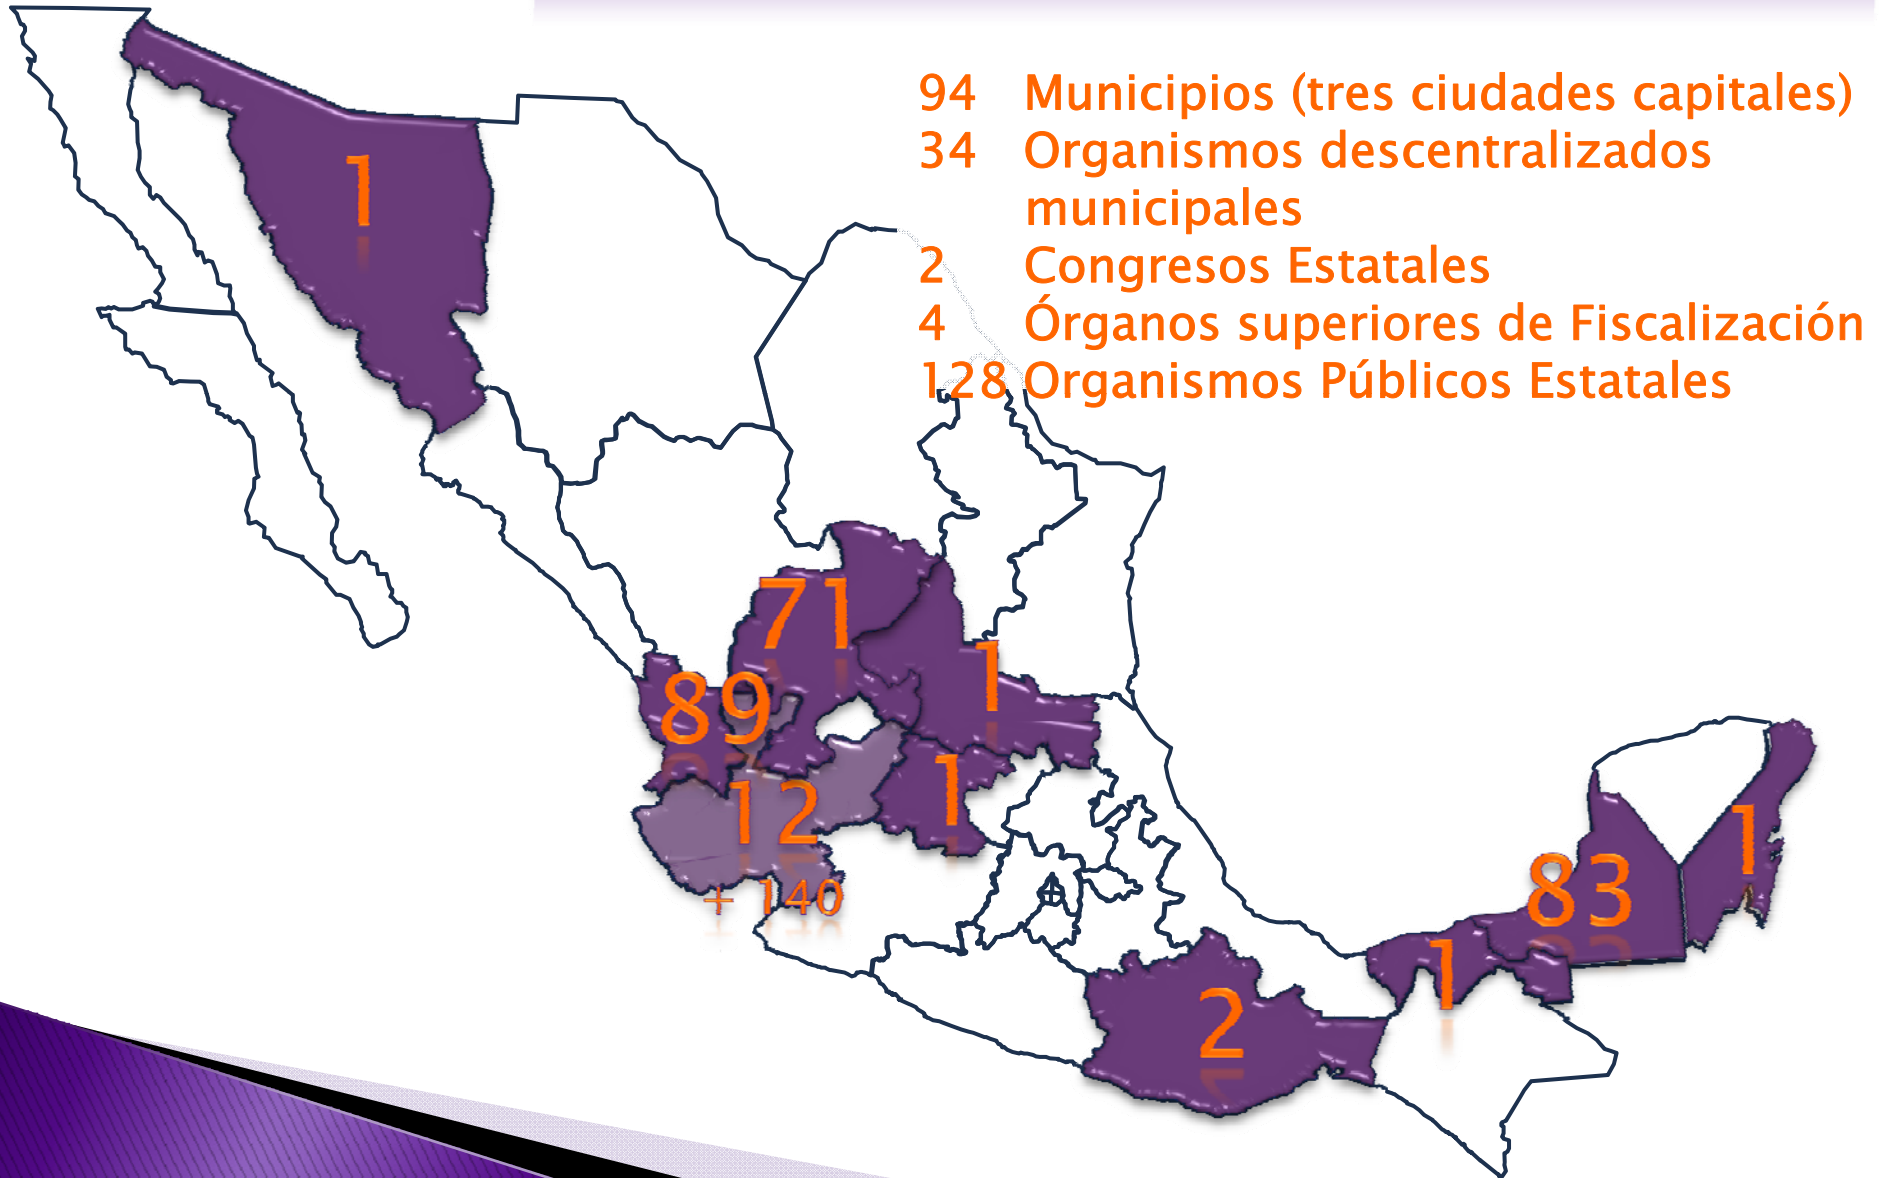 94 Municipios (tres ciudades capitales)
34 Organismos descentralizados
municipales
2 Congresos Estatales
4 Órganos superiores de Fiscalización
128 Organismos Públicos Estatales
1
71
1
89
12
1
+ 140
83
1
1
2